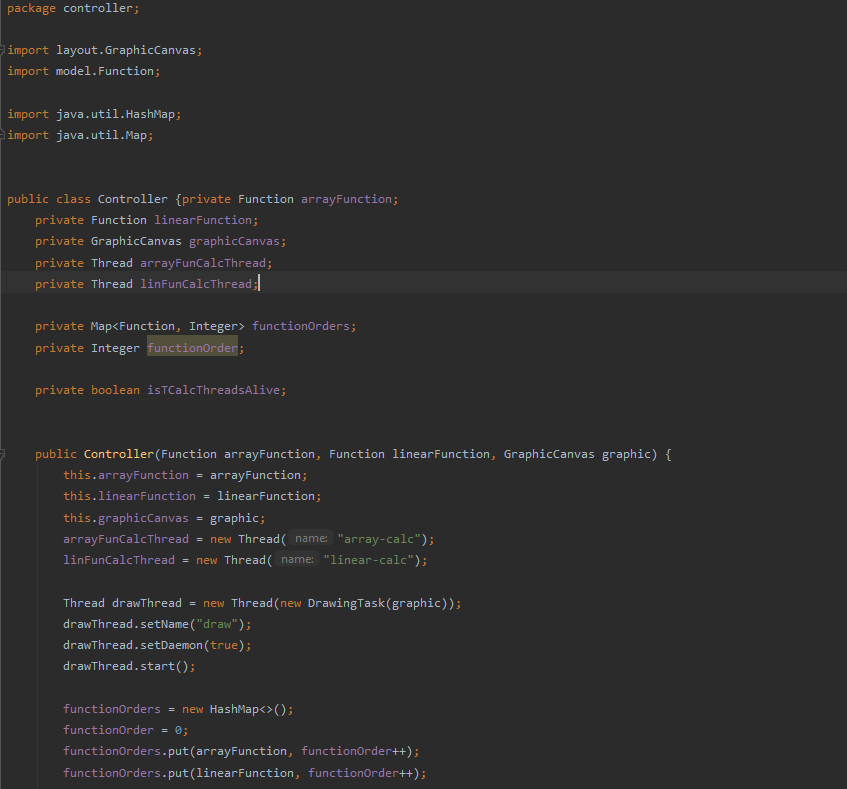 package controller;
import layout.GraphicCanvas;
import model.Function;
import java.util.HashMap;
import java.util.Map;
public class Controller {private Function arrayFunction;
private Function linearFunction;
private GraphicCanvas graphicCanvas;
private Thread arrayFunCalcThread;
private Thread linFunCalcThread;
private Map<Function, Integer> functionOrders;
private Integer functionOrder;
private boolean isTCalcThreadsAlive;
public Controller(Function arrayFunction, Function linearFunction, GraphicCanvas graphic) {
this.arrayFunction = arrayFunction;
this.linearFunction = linearFunction;
this.graphicCanvas = graphic;
arrayFunCalcThread = new Thread( name: "array-calc");
linFunCalcThread = new Thread( name: "linear-calc");
Thread drawThread = new Thread(new DrawingTask(graphic));
drawThread.setName("draw");
drawThread.setDaemon(true);
drawThread.start();
functionOrders = new HashMap<>();
functionOrder = 0;
functionOrders.put(arrayFunction, functionOrder++);
functionOrders.put(linearFunction, functionOrder++);